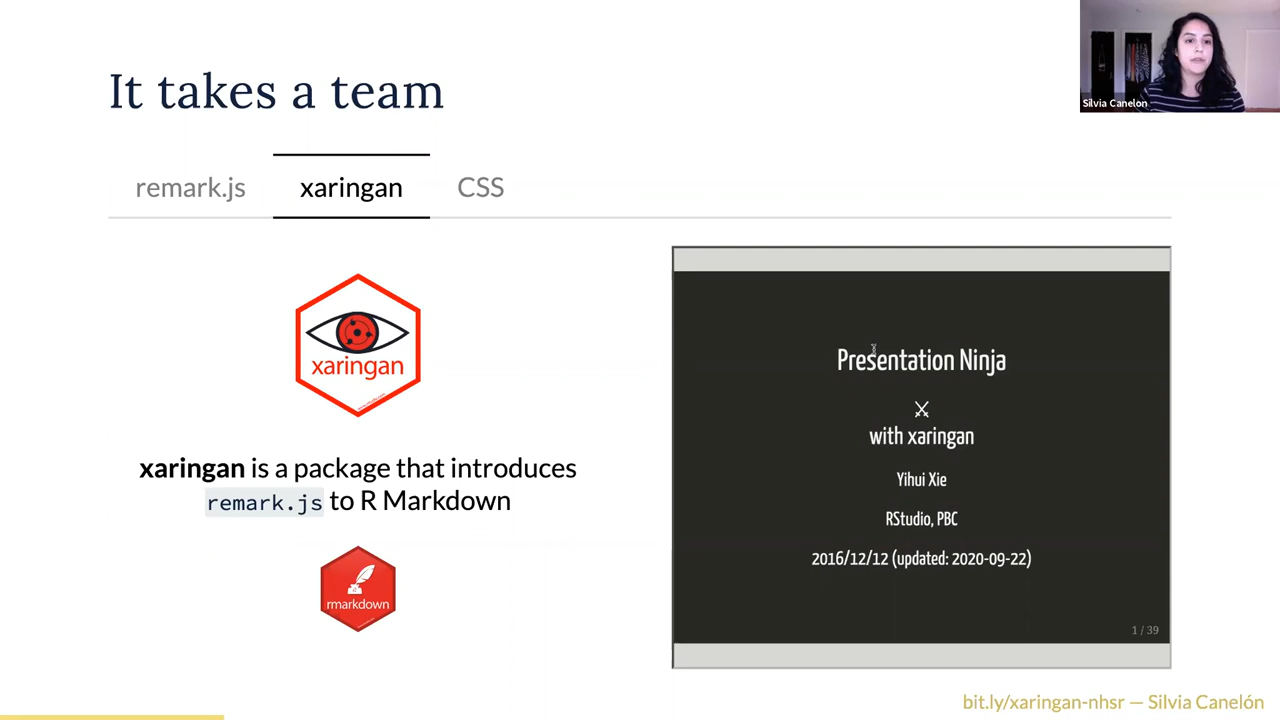 It takes a team
Silvia Canelon
remark.js
xaringan
CSS
xaringan
xaringan is a package that introduces
remark.js to R Markdown
rmarkdown
Presentation Ninja
⚔
with xaringan
Yihui Xie
RStudio, PBC
2016/12/12 (updated: 2020-09-22)
1 / 39
bit.ly/xaringan-nhsr — Silvia Canelón